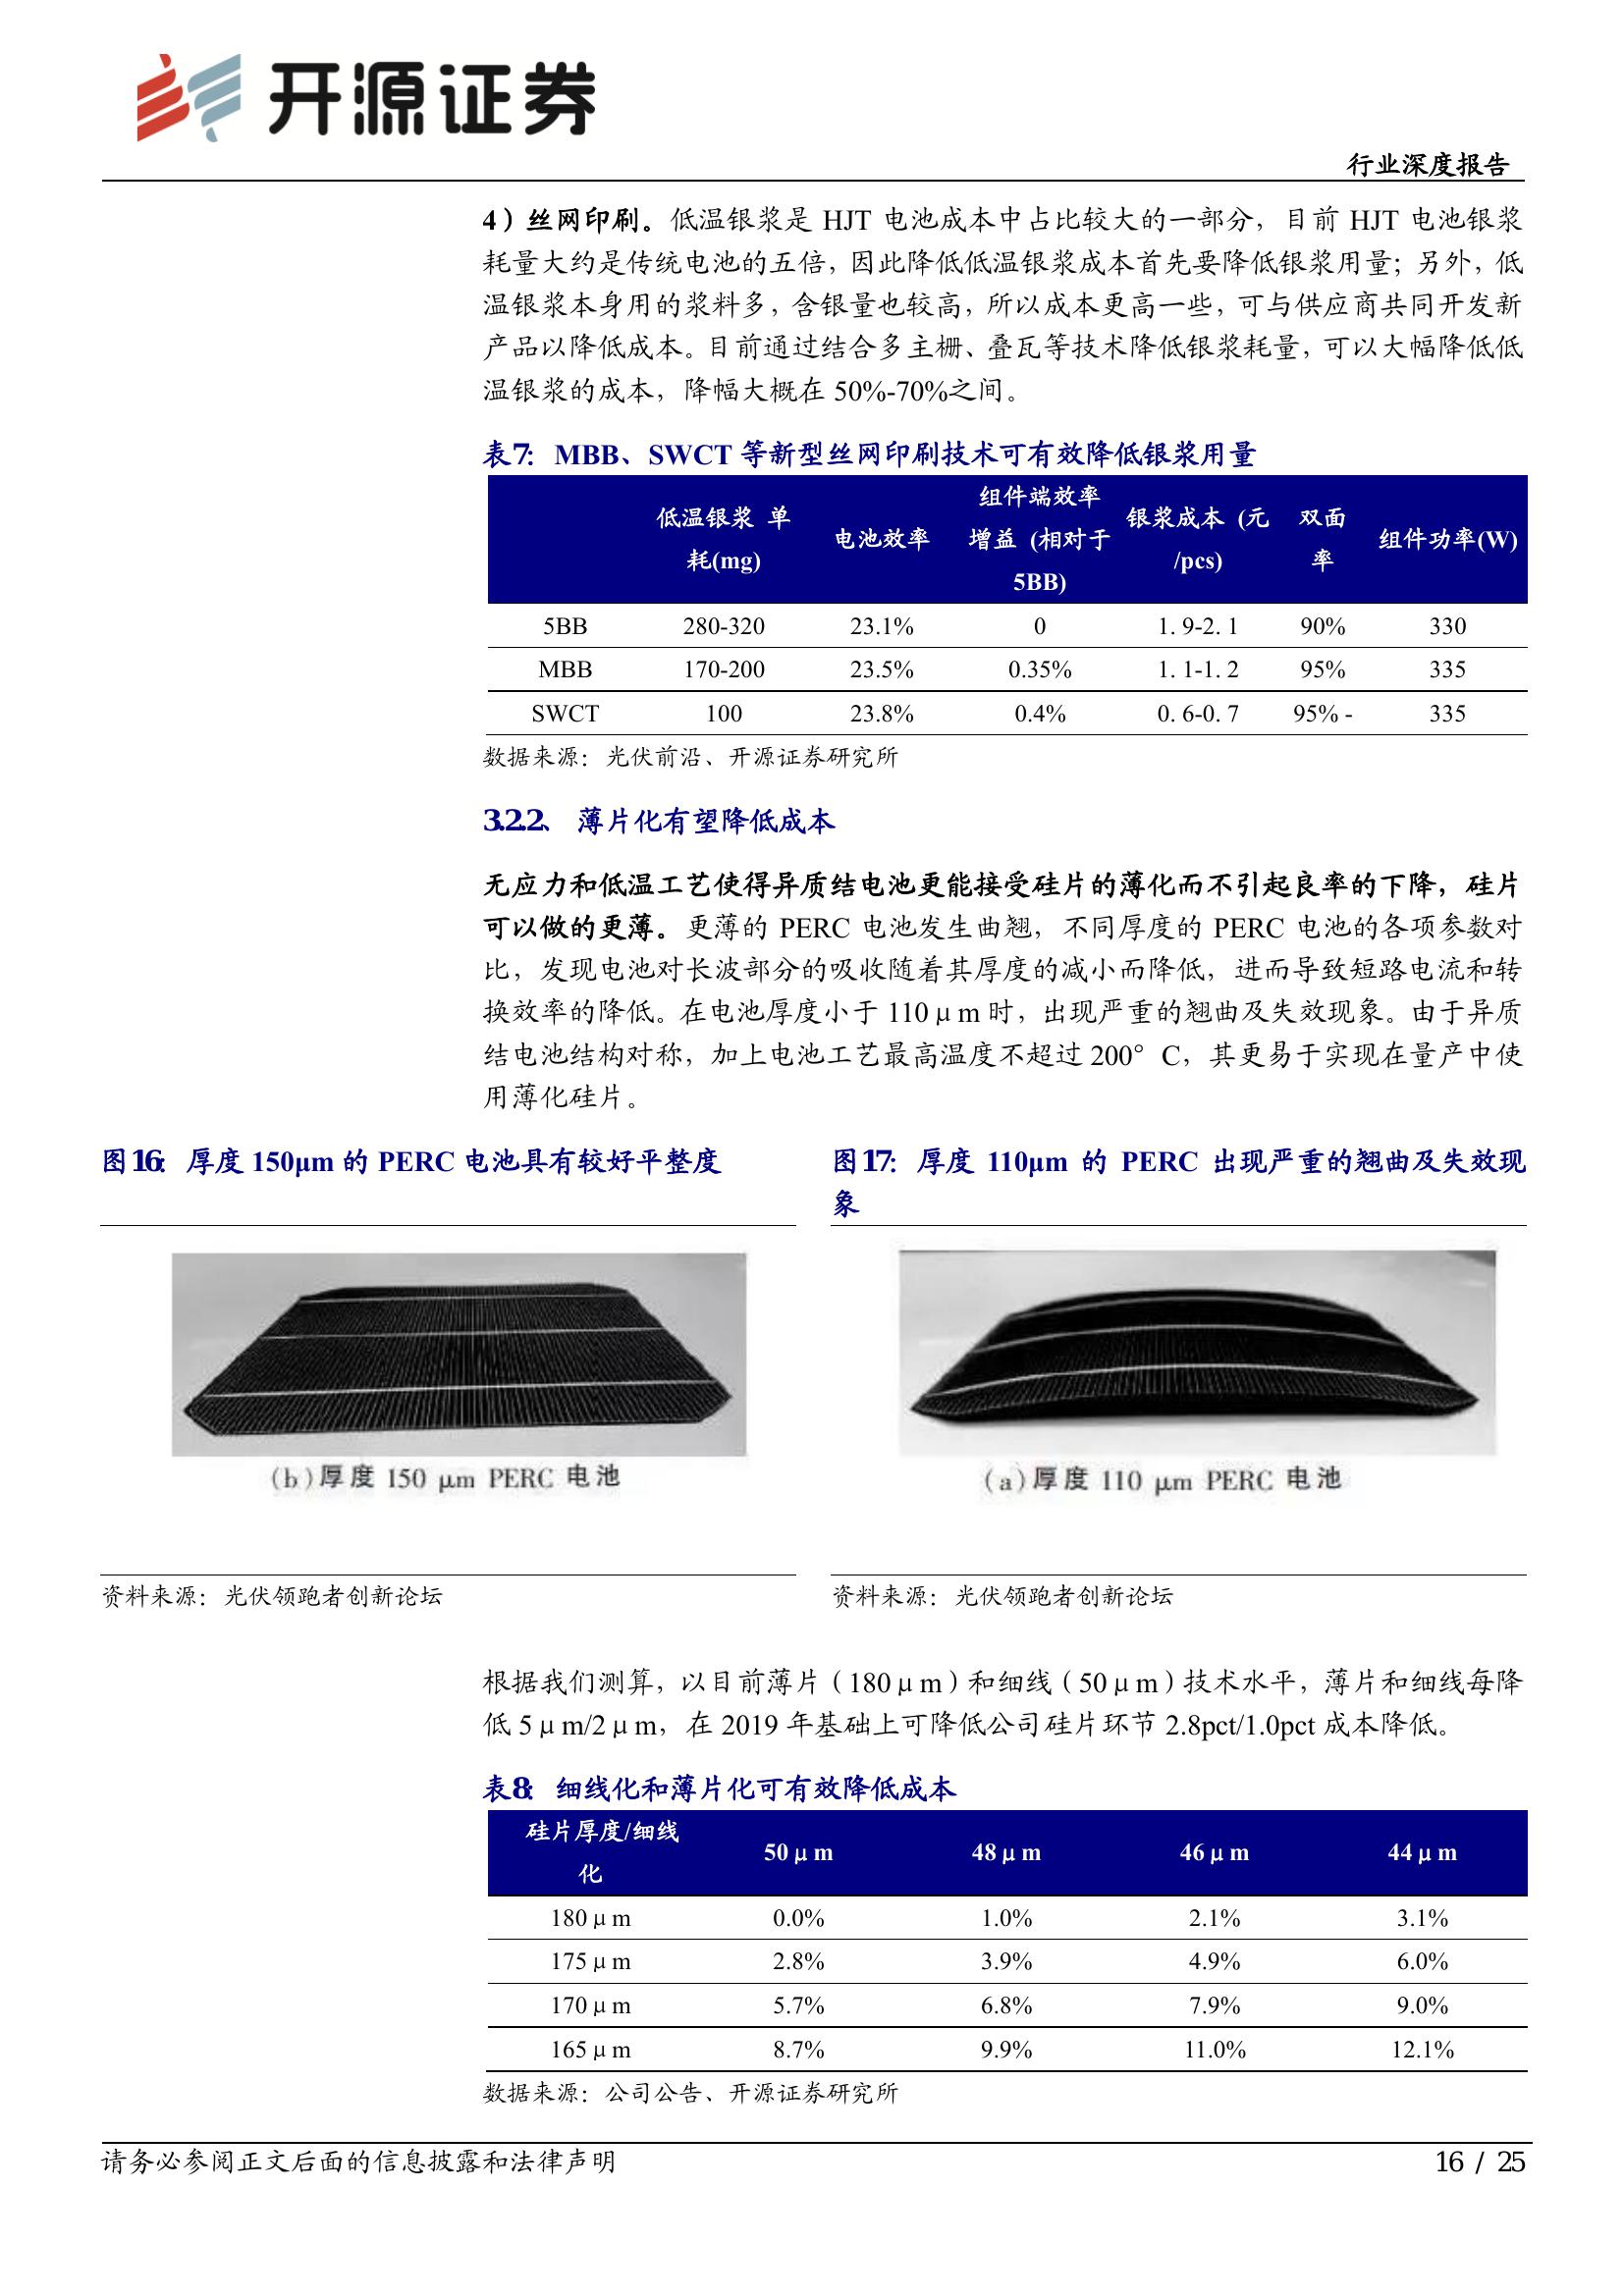 开源证券
行业深度报告
4）丝网印刷。低温银浆是 HJT 电池成本中占比较大的一部分，目前 HJT 电池银浆
耗量大约是传统电池的五倍，因此降低低温银浆成本首先要降低银浆用量；另外，低
温银浆本身用的浆料多，含银量也较高，所以成本更高一些，可与供应商共同开发新
产品以降低成本。目前通过结合多主栅、叠瓦等技术降低银浆耗量，可以大幅降低低
温银浆的成本，降幅大概在 50%-70%之间。
表7： MBB、SWCT 等新型丝网印刷技术可有效降低银浆用量
低温银浆 单耗(mg) 电池效率 组件端效率增益 (相对于5BB) 银浆成本 (元/pcs) 双面率 组件功率(W)
5BB 280-320 23.1% 0 1. 9-2. 1 90% 330
MBB 170-200 23.5% 0.35% 1. 1-1. 2 95% 335
SWCT 100 23.8% 0.4% 0. 6-0. 7 95% - 335
数据来源：光伏前沿、开源证券研究所
3.2.2、 薄片化有望降低成本
无应力和低温工艺使得异质结电池更能接受硅片的薄化而不引起良率的下降，硅片
可以做的更薄。更薄的 PERC 电池发生曲翘，不同厚度的 PERC 电池的各项参数对
比，发现电池对长波部分的吸收随着其厚度的减小而降低，进而导致短路电流和转
换效率的降低。在电池厚度小于 110μm 时，出现严重的翘曲及失效现象。由于异质
结电池结构对称，加上电池工艺最高温度不超过 200°C，其更易于实现在量产中使
用薄化硅片。
图16：厚度 150μm 的 PERC 电池具有较好平整度
图17：厚度 110μm 的 PERC 出现严重的翘曲及失效现
象
(b)厚度 150 μm PERC 电池
(a)厚度 110 μm PERC 电池
资料来源：光伏领跑者创新论坛
资料来源：光伏领跑者创新论坛
根据我们测算，以目前薄片（180μm）和细线（50μm）技术水平，薄片和细线每降
低 5μm/2μm，在 2019 年基础上可降低公司硅片环节 2.8pct/1.0pct 成本降低。
表8： 细线化和薄片化可有效降低成本
硅片厚度/细线化 50μm 48μm 46μm 44μm
180μm 0.0% 1.0% 2.1% 3.1%
175μm 2.8% 3.9% 4.9% 6.0%
170μm 5.7% 6.8% 7.9% 9.0%
165μm 8.7% 9.9% 11.0% 12.1%
数据来源：公司公告、开源证券研究所
请务必参阅正文后面的信息披露和法律声明
16 / 25